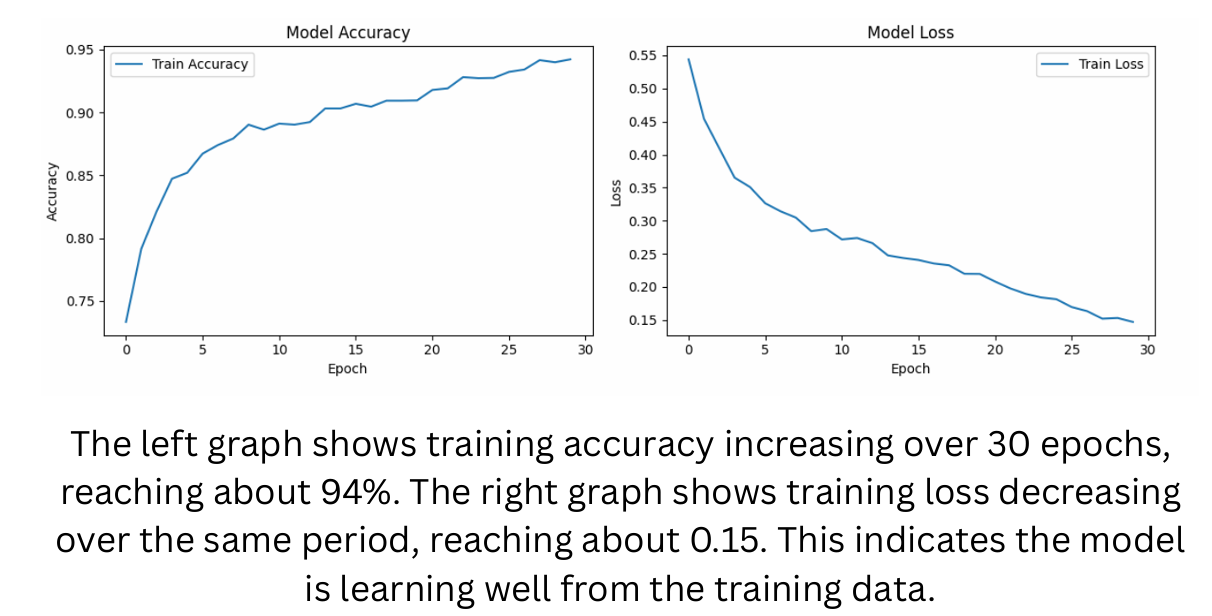 Model Accuracy
Train Accuracy
0.95
0.90
0.85
0.80
0.75
Accuracy
0
5
10
15
20
25
30
Epoch
Model Loss
Train Loss
0.55
0.50
0.45
0.40
0.35
0.30
0.25
0.20
0.15
Loss
0
5
10
15
20
25
30
Epoch
The left graph shows training accuracy increasing over 30 epochs,
reaching about 94%. The right graph shows training loss decreasing
over the same period, reaching about 0.15. This indicates the model
is learning well from the training data.